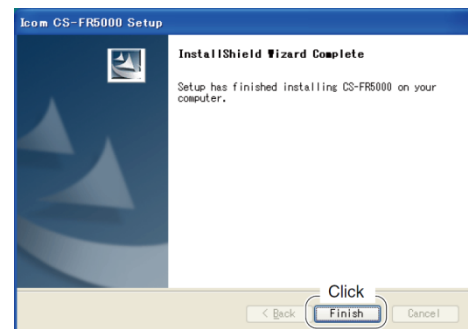 Icom CS-FR5000 Setup
InstallShield Wizard Complete
Setup has finished installing CS-FR5000 on your
computer.
Click
< Back
Finish
Cancel